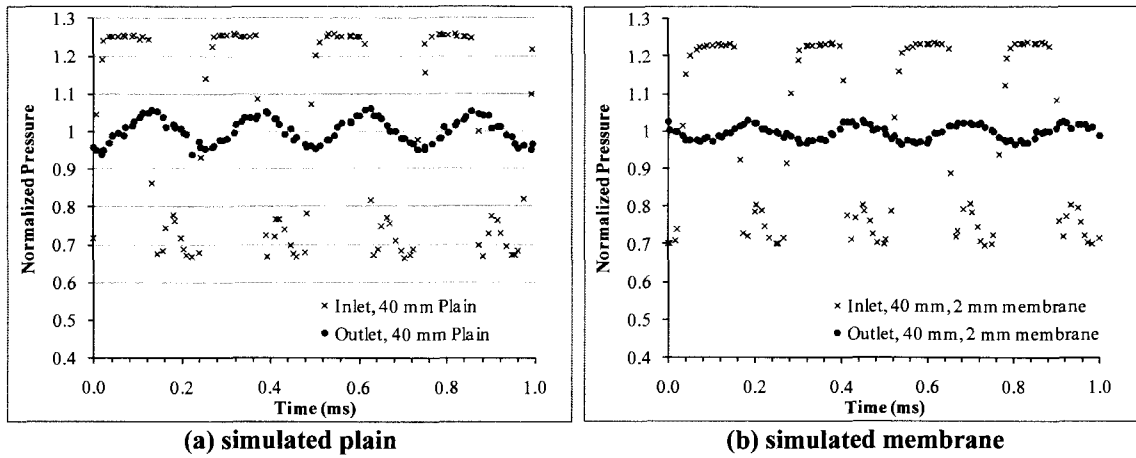 1.3
1.2
1.1
1
0.9
0.8
0.7
0.6
0.5
0.4
Normalized Pressure
× Inlet, 40 mm Plain
● Outlet, 40 mm Plain
0.0 0.2 0.4 0.6 0.8 1.0
Time (ms)
(a) simulated plain
1.3
1.2
1.1
1.0
0.9
0.8
0.7
0.6
0.5
0.4
Normalized Pressure
× Inlet, 40 mm, 2 mm membrane
● Outlet, 40 mm, 2 mm membrane
0.0 0.2 0.4 0.6 0.8 1.0
Time (ms)
(b) simulated membrane